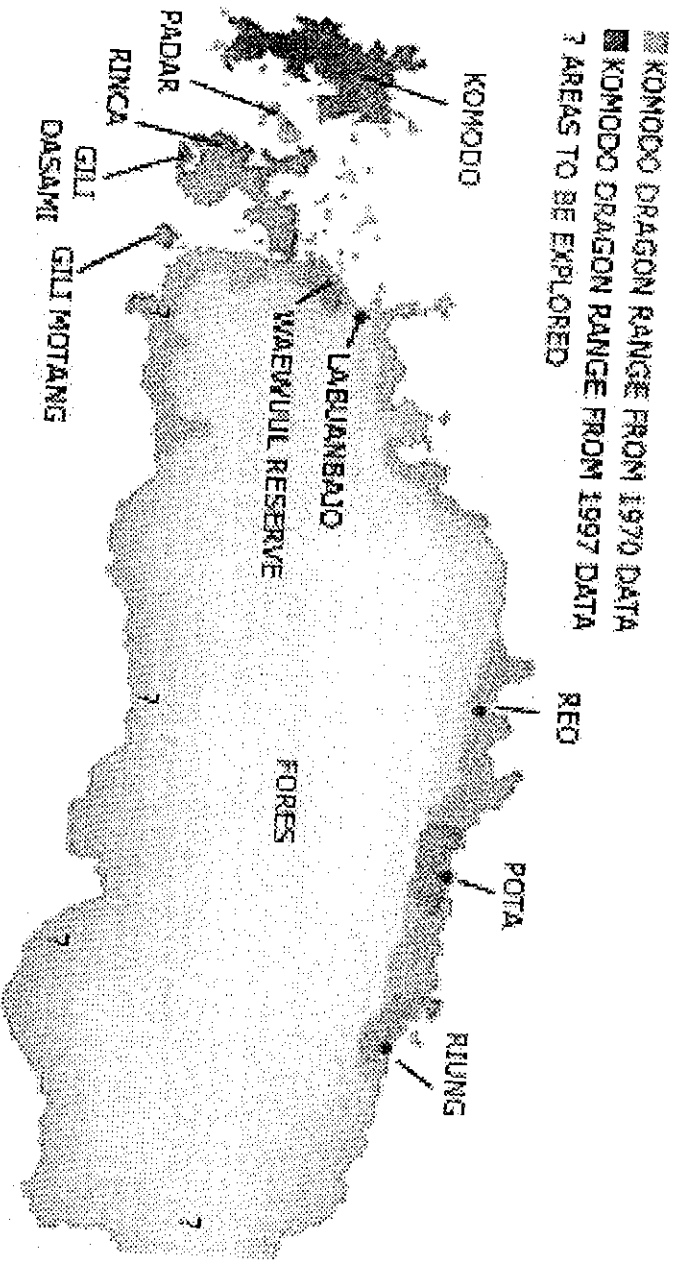 KOMODO DRAGON RANGE FROM 1970 DATA
KOMODO DRAGON RANGE FROM 1997 DATA
? AREAS TO BE EXPLORED
KOMODO
PADAR
RINCA
GILI
DASAMI
GILI MOTANG
LABUANBAJO
WAEWUUL RESERVE
REO
POTA
RIUNG
FORES
?
?
?
?